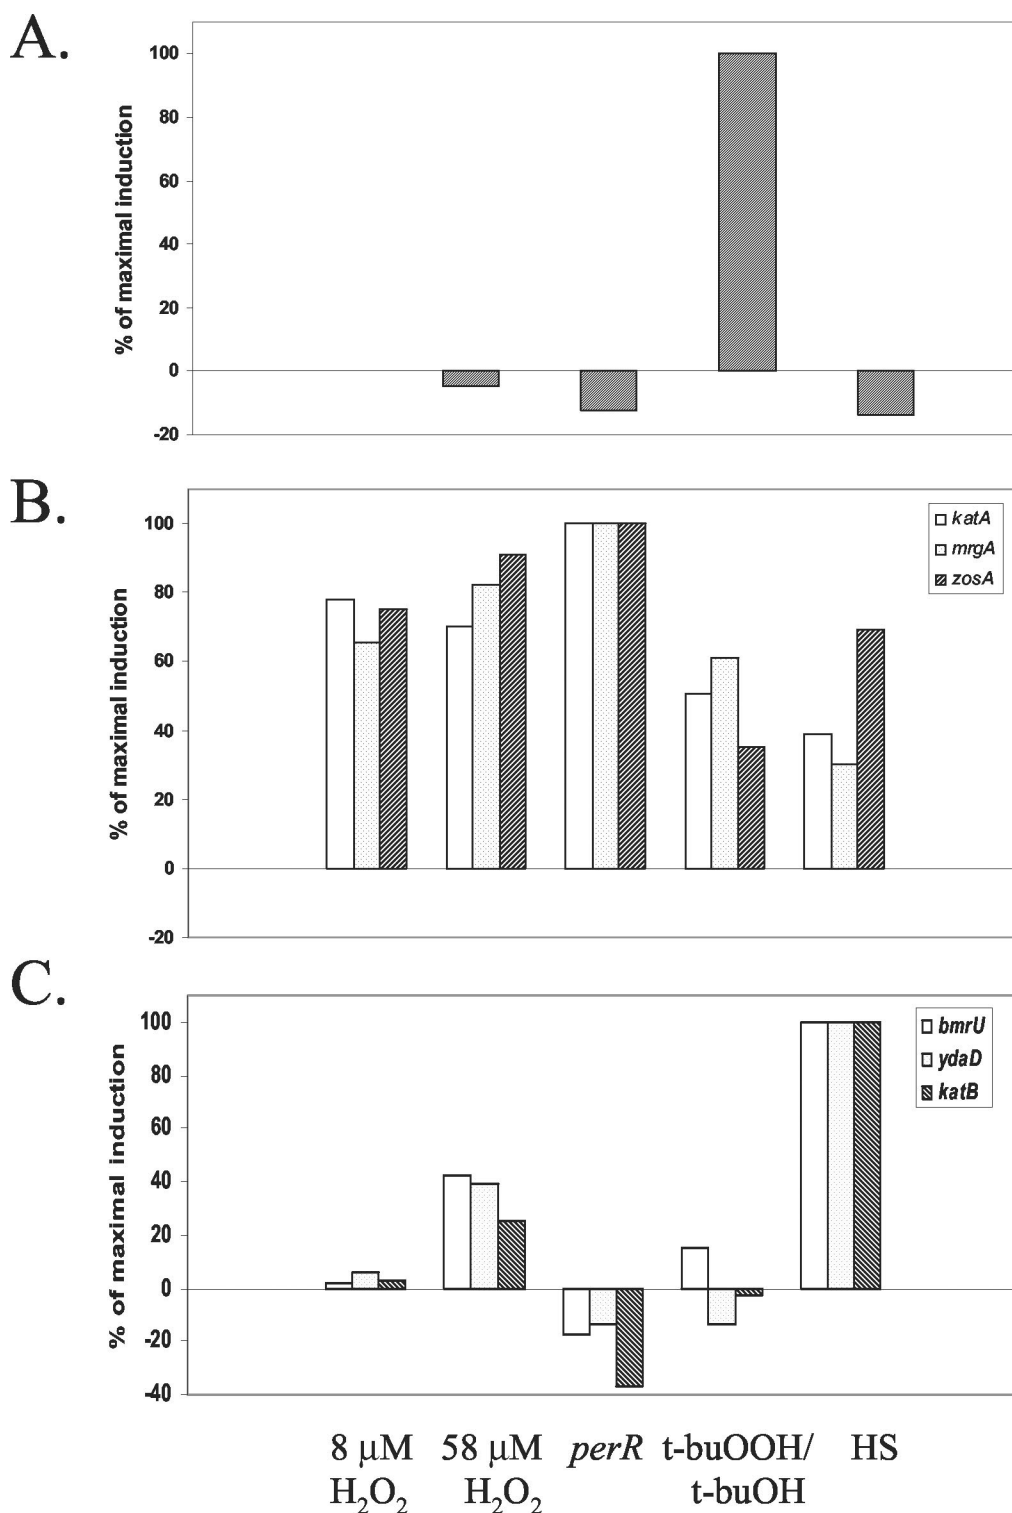 A.
% of maximal induction
100
80
60
40
20
0
-20
B.
% of maximal induction
100
80
60
40
20
0
-20
katA
mrgA
zosA
C.
% of maximal induction
100
80
60
40
20
0
-20
-40
bmrU
ydaD
katB
8 μM 58 μM perR t-buOOH/ HS
H₂O₂ H₂O₂ t-buOH